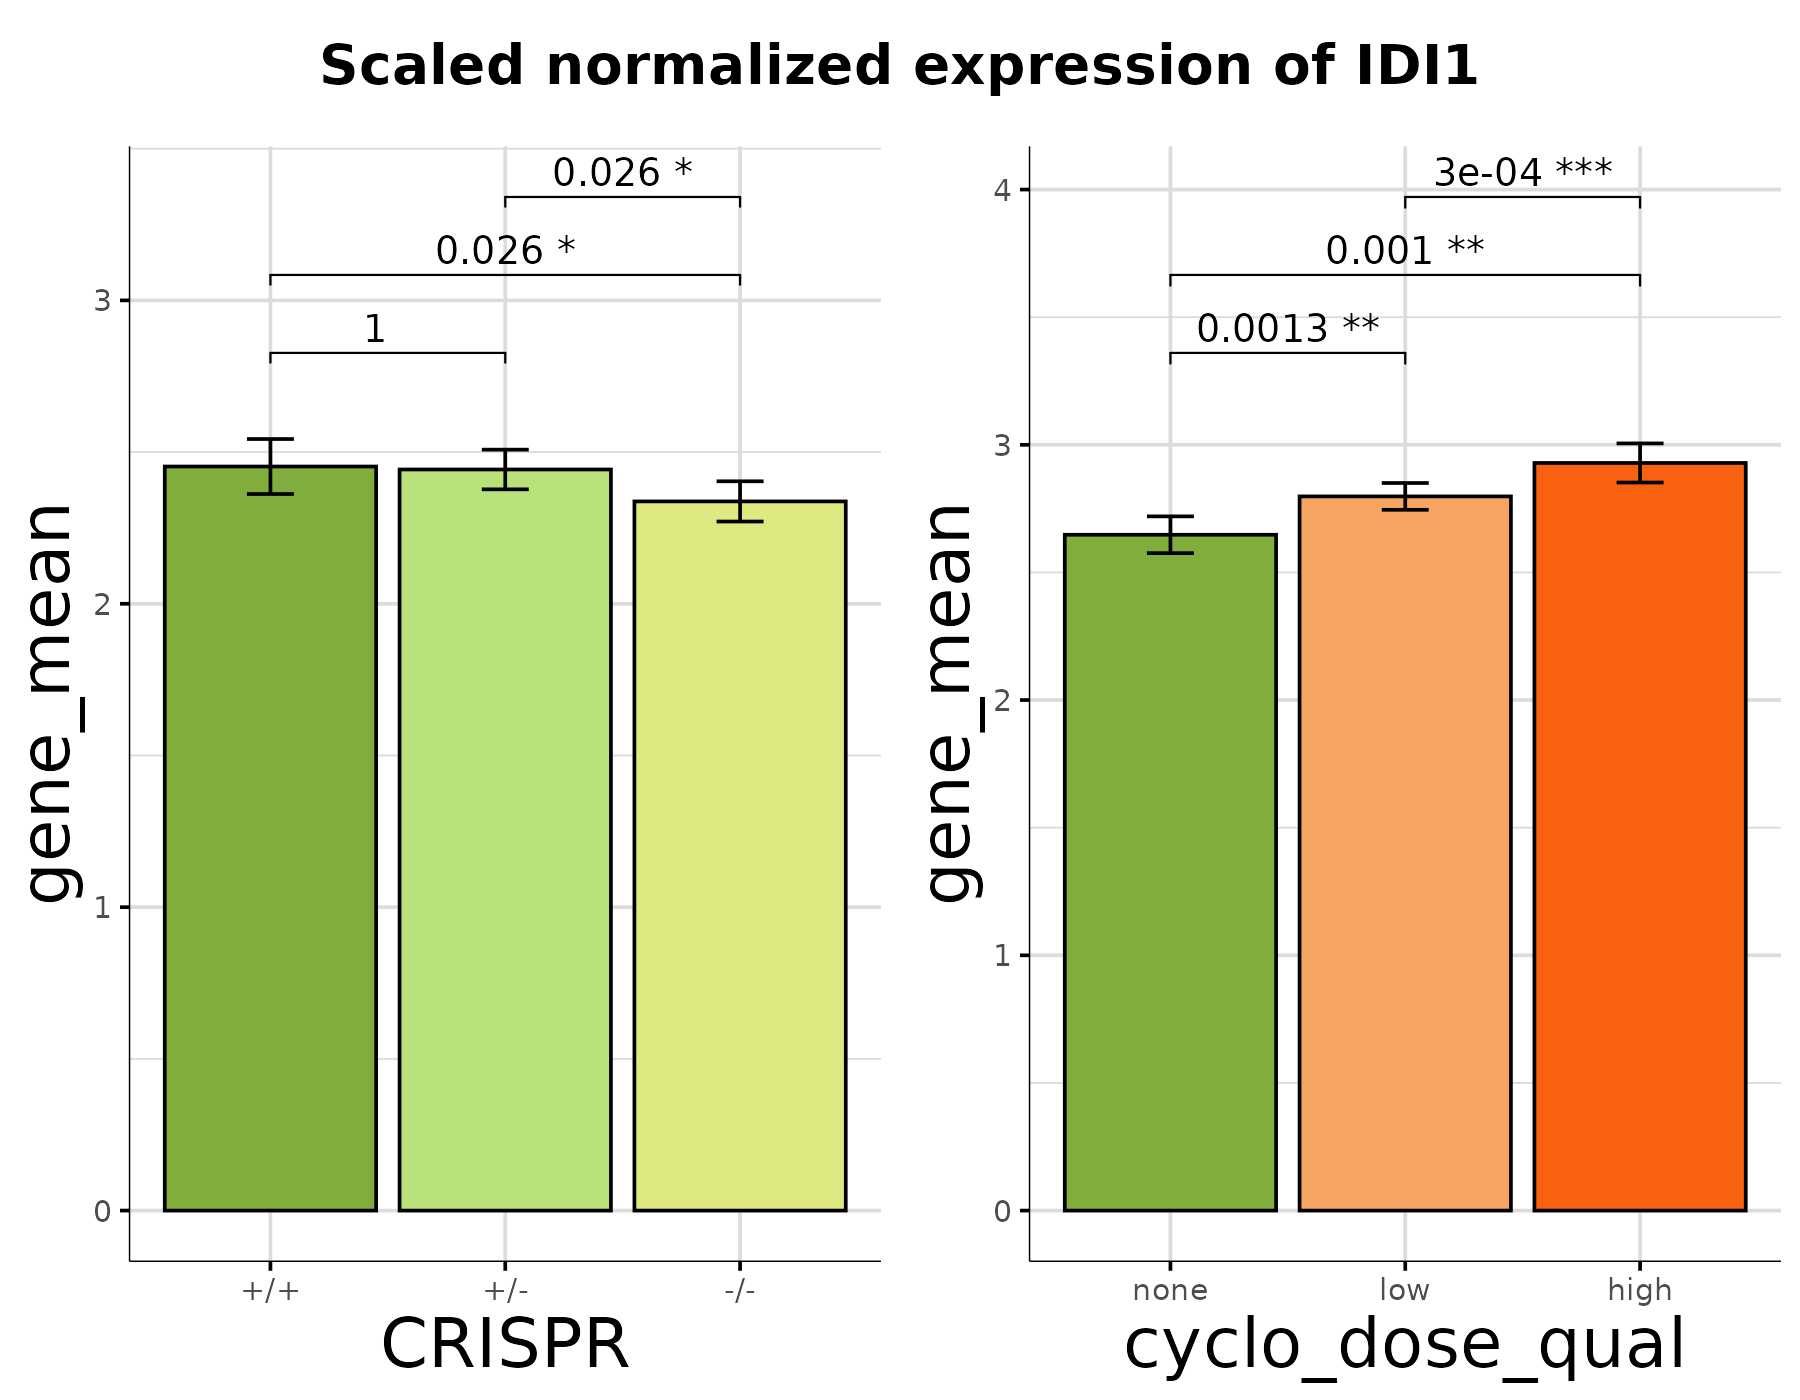 Scaled normalized expression of IDI1
gene_mean
3
2
1
0
0.026 *
0.026 *
1
+/+
+/-
-/-
CRISPR
gene_mean
4
3
2
1
0
3e-04 ***
0.001 **
0.0013 **
none
low
high
cyclo_dose_qual